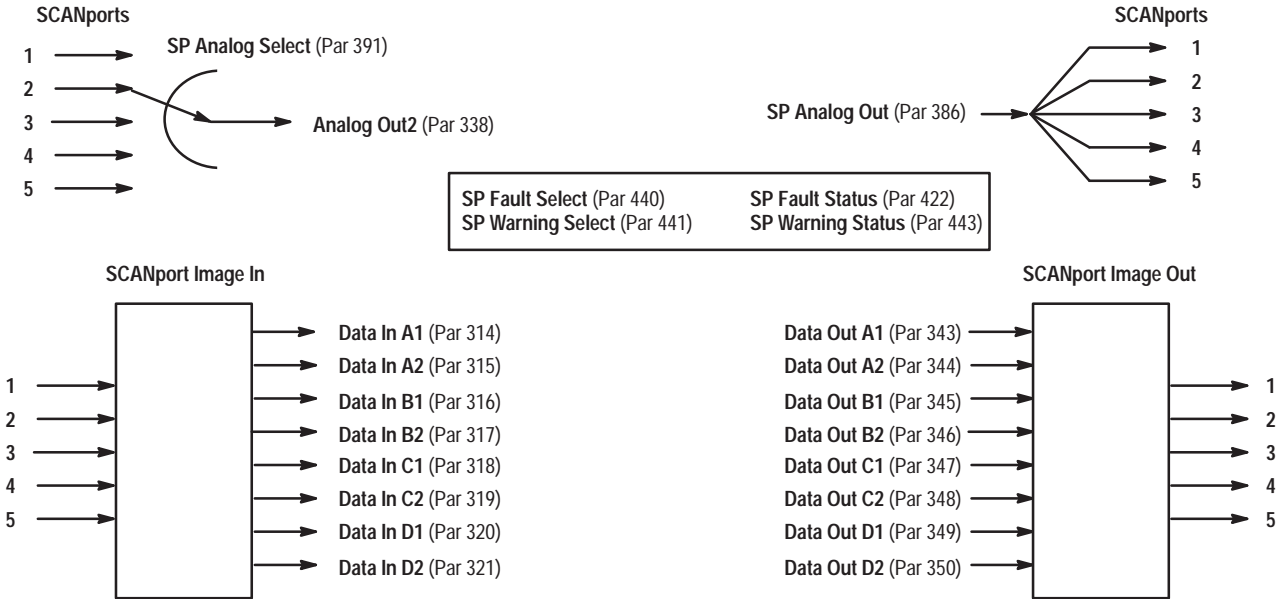 SCANports
1
2
3
4
5
SP Analog Select (Par 391)
Analog Out2 (Par 338)
SCANports
SP Analog Out (Par 386)
1
2
3
4
5
SP Fault Select (Par 440) SP Fault Status (Par 422)
SP Warning Select (Par 441) SP Warning Status (Par 443)
SCANport Image In
1
2
3
4
5
Data In A1 (Par 314)
Data In A2 (Par 315)
Data In B1 (Par 316)
Data In B2 (Par 317)
Data In C1 (Par 318)
Data In C2 (Par 319)
Data In D1 (Par 320)
Data In D2 (Par 321)
SCANport Image Out
Data Out A1 (Par 343)
Data Out A2 (Par 344)
Data Out B1 (Par 345)
Data Out B2 (Par 346)
Data Out C1 (Par 347)
Data Out C2 (Par 348)
Data Out D1 (Par 349)
Data Out D2 (Par 350)
1
2
3
4
5